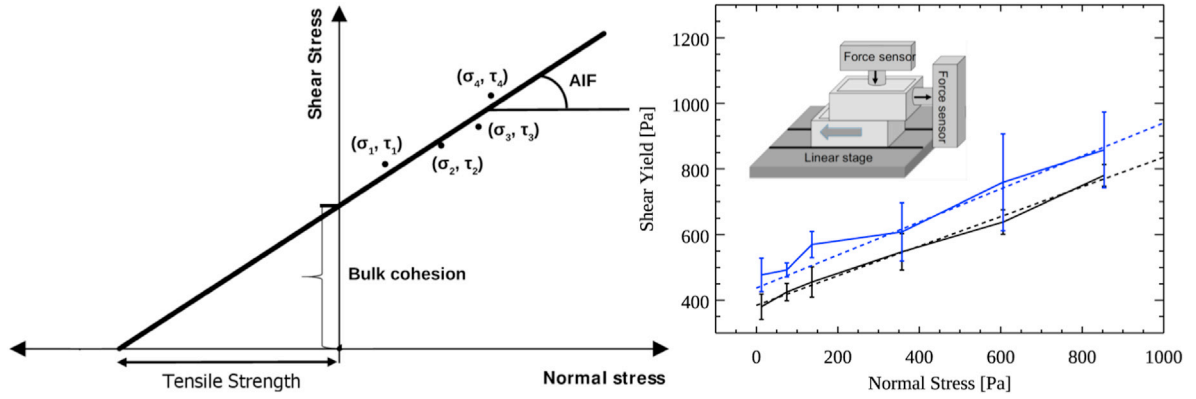 Shear Stress
(σ₄, τ₄)
AIF
(σ₁, τ₁)
(σ₃, τ₃)
(σ₂, τ₂)
Bulk cohesion
Tensile Strength
Normal stress
Shear Yield [Pa]
1200
1000
800
600
400
Force sensor
Force sensor
Linear stage
0 200 400 600 800 1000
Normal Stress [Pa]